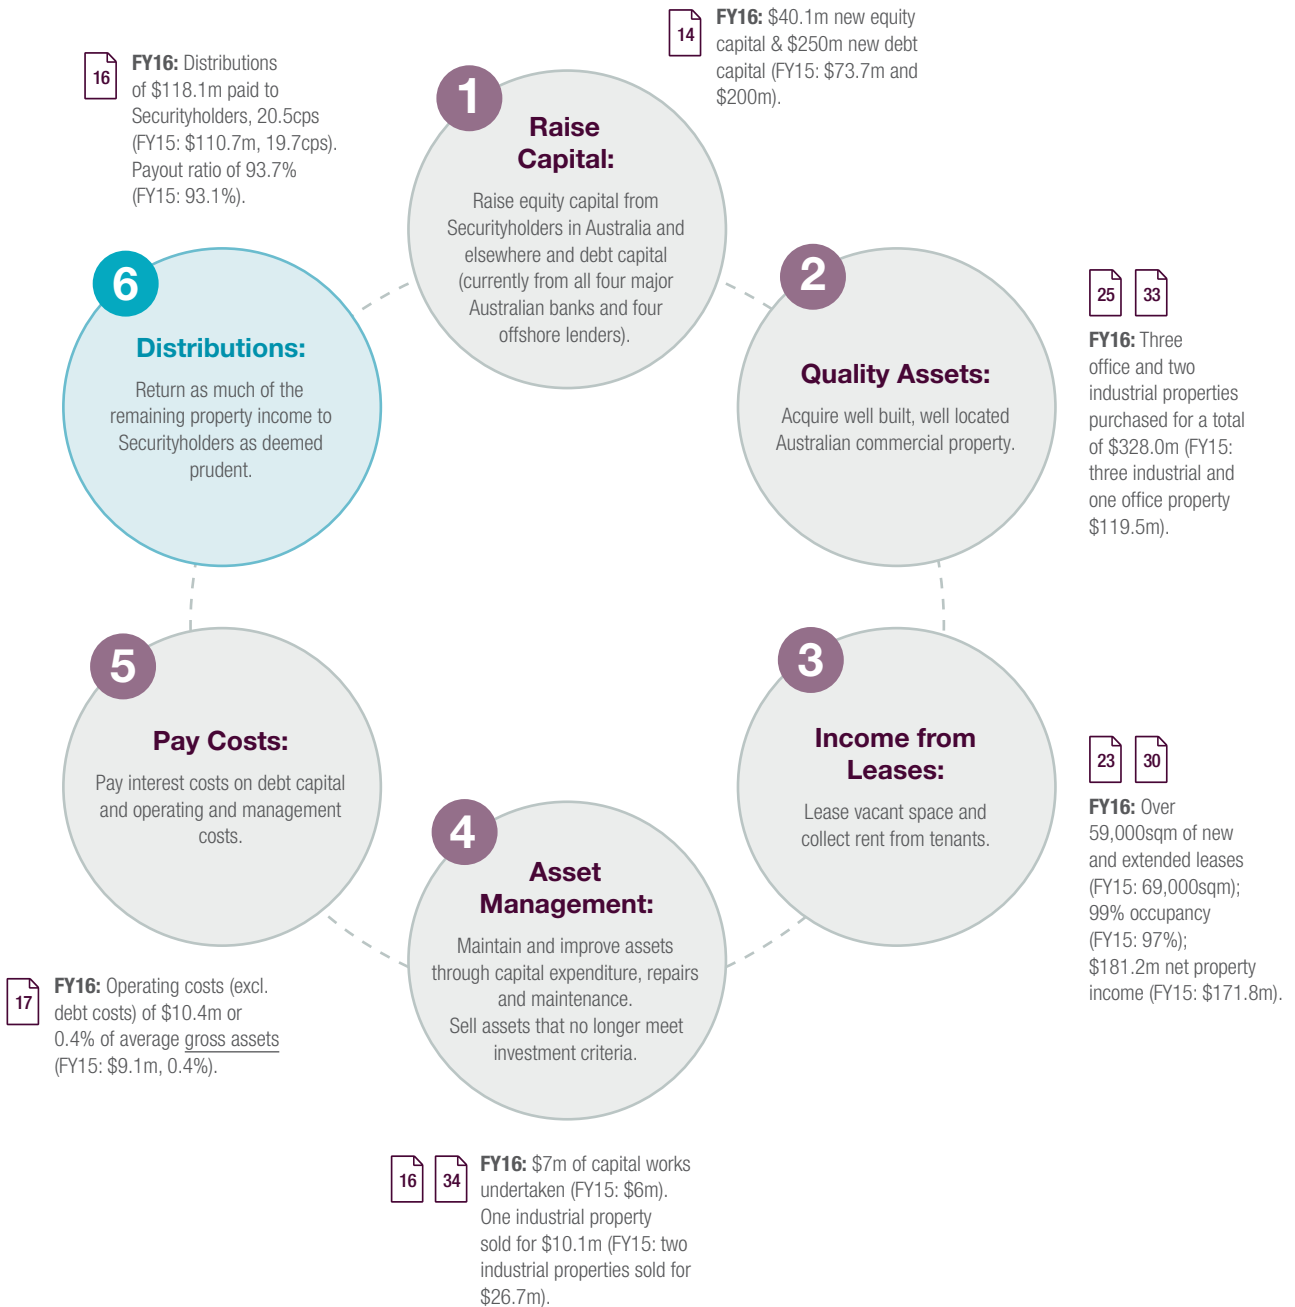 14
FY16: $40.1m new equity
capital & $250m new debt
capital (FY15: $73.7m and
$200m).
1
Raise
Capital:
Raise equity capital from
Securityholders in Australia and
elsewhere and debt capital
(currently from all four major
Australian banks and four
offshore lenders).
2
Quality Assets:
Acquire well built, well located
Australian commercial property.
25 33
FY16: Three
office and two
industrial properties
purchased for a total
of $328.0m (FY15:
three industrial and
one office property
$119.5m).
3
Income from
Leases:
Lease vacant space and
collect rent from tenants.
23 30
FY16: Over
59,000sqm of new
and extended leases
(FY15: 69,000sqm);
99% occupancy
(FY15: 97%);
$181.2m net property
income (FY15: $171.8m).
4
Asset
Management:
Maintain and improve assets
through capital expenditure, repairs
and maintenance.
Sell assets that no longer meet
investment criteria.
16 34
FY16: $7m of capital works
undertaken (FY15: $6m).
One industrial property
sold for $10.1m (FY15: two
industrial properties sold for
$26.7m).
5
Pay Costs:
Pay interest costs on debt capital
and operating and management
costs.
17
FY16: Operating costs (excl.
debt costs) of $10.4m or
0.4% of average gross assets
(FY15: $9.1m, 0.4%).
6
Distributions:
Return as much of the
remaining property income to
Securityholders as deemed
prudent.
16
FY16: Distributions
of $118.1m paid to
Securityholders, 20.5cps
(FY15: $110.7m, 19.7cps).
Payout ratio of 93.7%
(FY15: 93.1%).